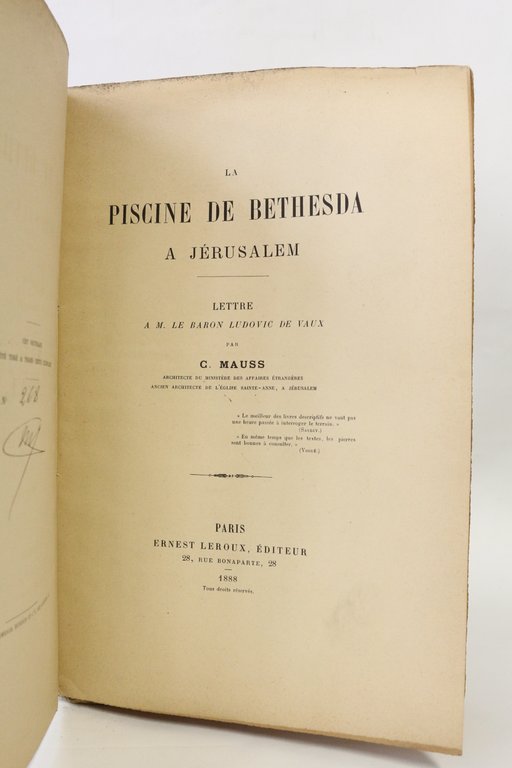 CET OUVRAGE
N° 268
LA
PISCINE DE BETHESDA
A JÉRUSALEM
LETTRE
A M. LE BARON LUDOVIC DE VAUX
PAR
C. MAUSS
ARCHITECTE DU MINISTÈRE DES AFFAIRES ÉTRANGÈRES
ANCIEN ARCHITECTE DE L'ÉGLISE SAINTE-ANNE, A JÉRUSALEM
« Le meilleur des livres descriptifs ne vaut pas
une heure passée à interroger le terrain. »
(SAULCY.)
« En même temps que les textes, les pierres
sont bonnes à consulter. »
(VOGÜÉ.)
PARIS
ERNEST LEROUX, ÉDITEUR
28, RUE BONAPARTE, 28
1888
Tous droits réservés.